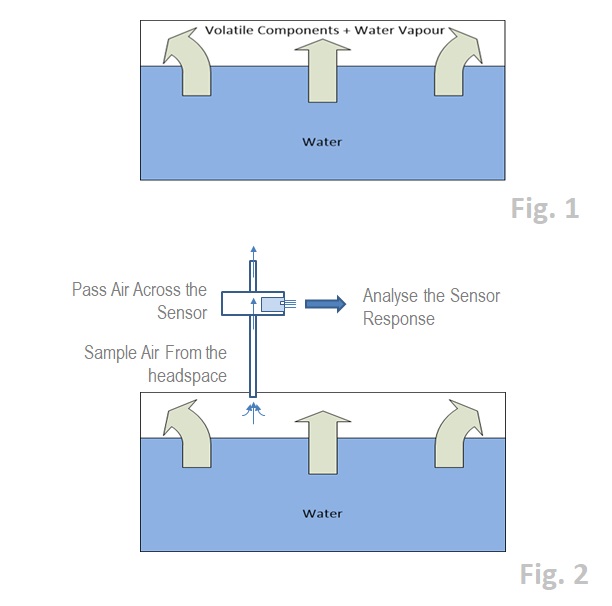 Volatile Components + Water Vapour
Water
Fig. 1
Pass Air Across the
Sensor
Analyse the Sensor
Response
Sample Air From the
headspace
Water
Fig. 2